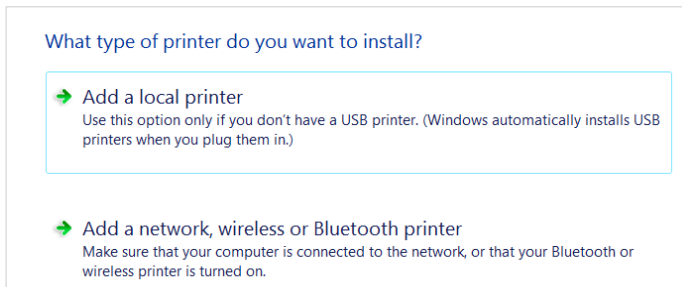 What type of printer do you want to install?
Add a local printer
Use this option only if you don't have a USB printer. (Windows automatically installs USB
printers when you plug them in.)
Add a network, wireless or Bluetooth printer
Make sure that your computer is connected to the network, or that your Bluetooth or
wireless printer is turned on.